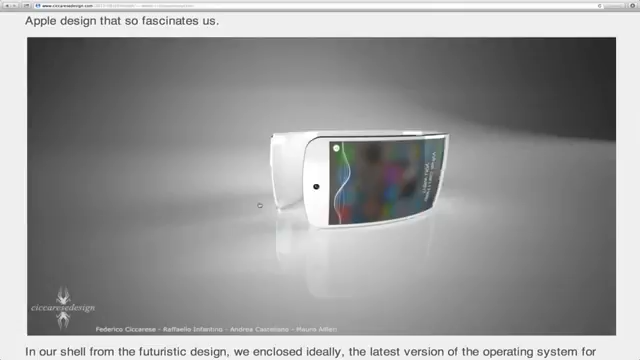 Apple design that so fascinates us.
ciccaresedesign
Federico Ciccarese - Raffaello Infantino - Andrea Castelano - Mauro Alfieri
In our shell from the futuristic design, we enclosed ideally, the latest version of the operating system for